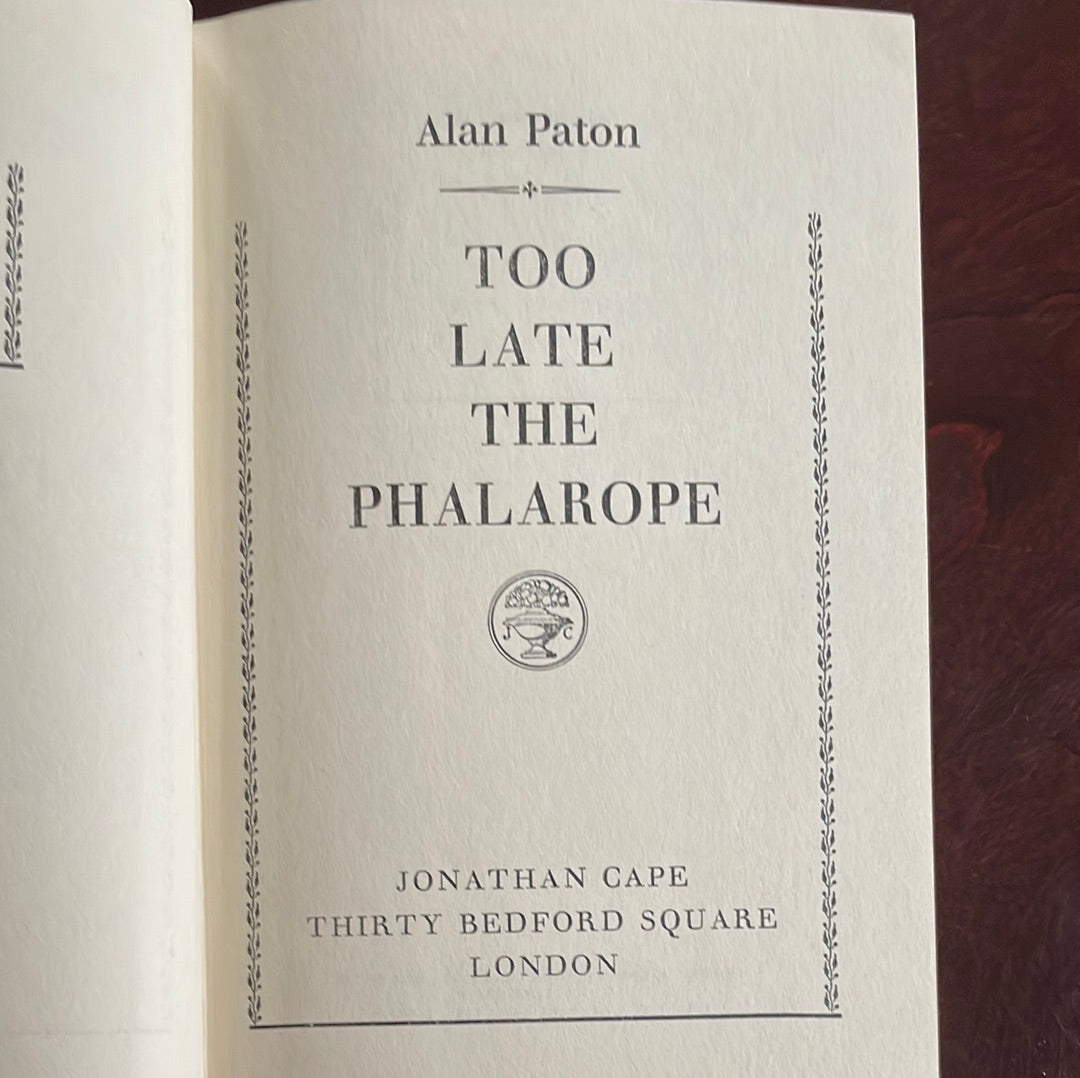 Alan Paton
TOO
LATE
THE
PHALAROPE
J C
JONATHAN CAPE
THIRTY BEDFORD SQUARE
LONDON